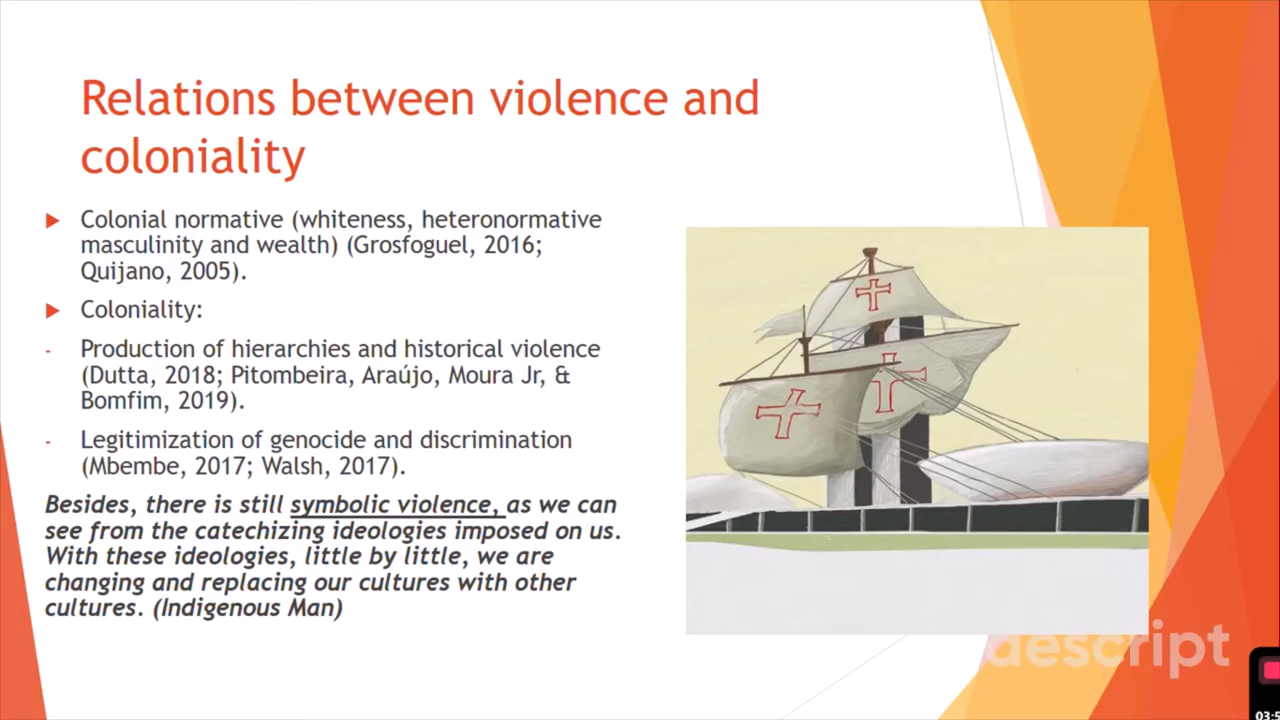 Relations between violence and
coloniality
Colonial normative (whiteness, heteronormative
masculinity and wealth) (Grosfoguel, 2016;
Quijano, 2005).
Coloniality:
- Production of hierarchies and historical violence
(Dutta, 2018; Pitombeira, Araújo, Moura Jr, &
Bomfim, 2019).
- Legitimization of genocide and discrimination
(Mbembe, 2017; Walsh, 2017).
Besides, there is still symbolic violence, as we can
see from the catechizing ideologies imposed on us.
With these ideologies, little by little, we are
changing and replacing our cultures with other
cultures. (Indigenous Man)
descript